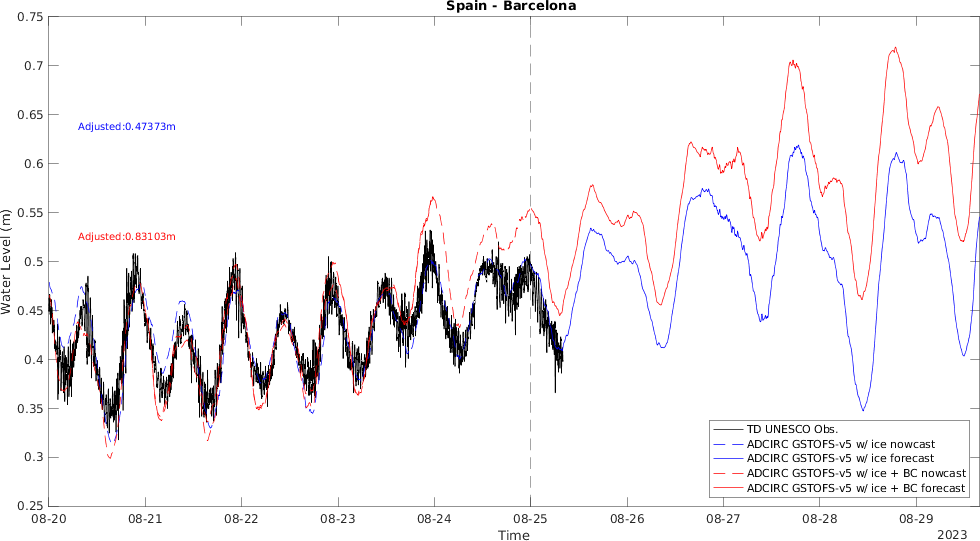 Spain - Barcelona
0.75
0.7
0.65
0.6
0.55
0.5
0.45
0.4
0.35
0.3
0.25
Water Level (m)
Adjusted:0.47373m
Adjusted:0.83103m
TD UNESCO Obs.
ADCIRC GSTOFS-v5 w/ ice nowcast
ADCIRC GSTOFS-v5 w/ ice forecast
ADCIRC GSTOFS-v5 w/ ice + BC nowcast
ADCIRC GSTOFS-v5 w/ ice + BC forecast
08-20 08-21 08-22 08-23 08-24 08-25 08-26 08-27 08-28 08-29
Time
2023